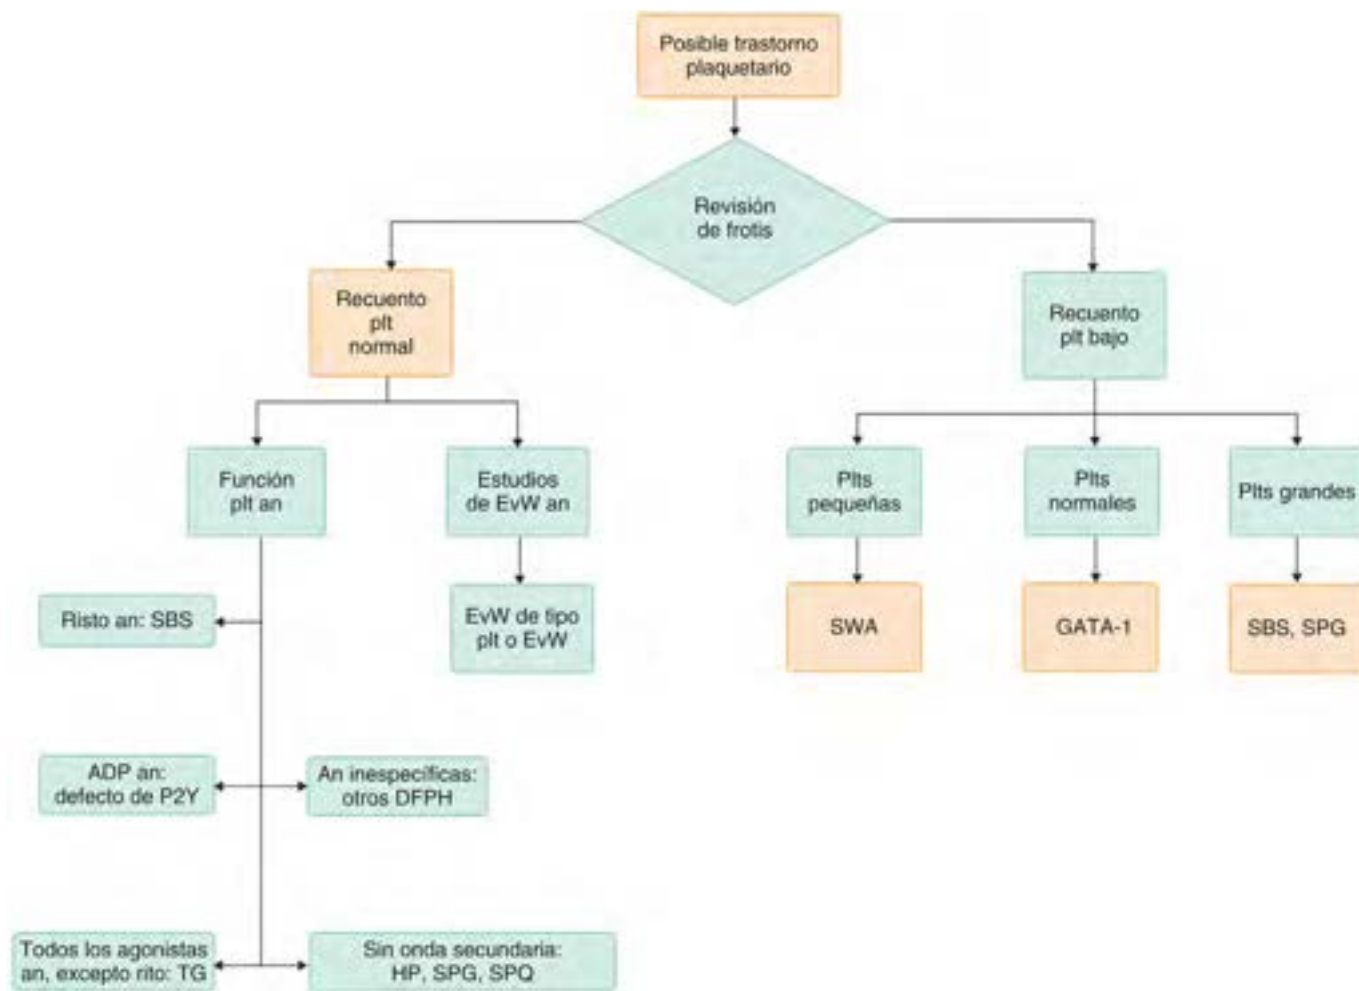 Posible trastorno
plaquetario
Revisión
de frotis
Recuento
plt
normal
Recuento
plt bajo
Función
plt an
Estudios
de EvW an
Plts
pequeñas
Plts
normales
Plts grandes
Risto an: SBS
EvW de tipo
plt o EvW
SWA
GATA-1
SBS, SPG
ADP an:
defecto de P2Y
An inespecíficas:
otros DFPH
Todos los agonistas
an, excepto rito: TG
Sin onda secundaria:
HP, SPG, SPQ